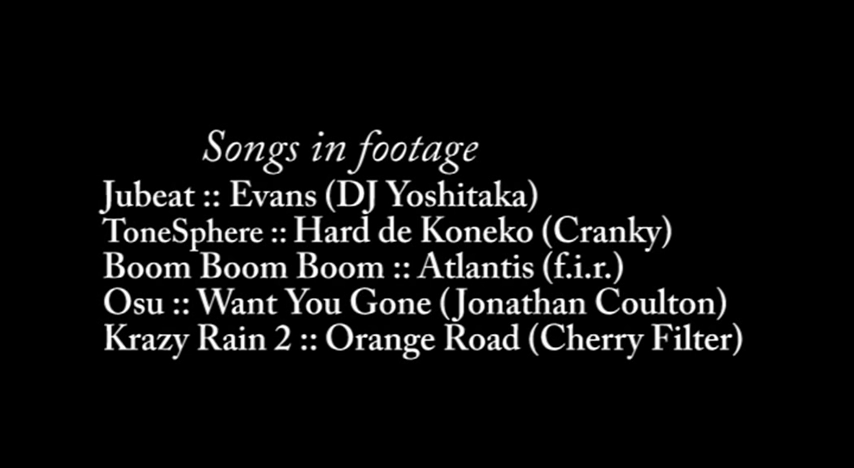 Songs in footage
Jubeat :: Evans (DJ Yoshitaka)
ToneSphere :: Hard de Koneko (Cranky)
Boom Boom Boom :: Atlantis (f.i.r.)
Osu :: Want You Gone (Jonathan Coulton)
Krazy Rain 2 :: Orange Road (Cherry Filter)